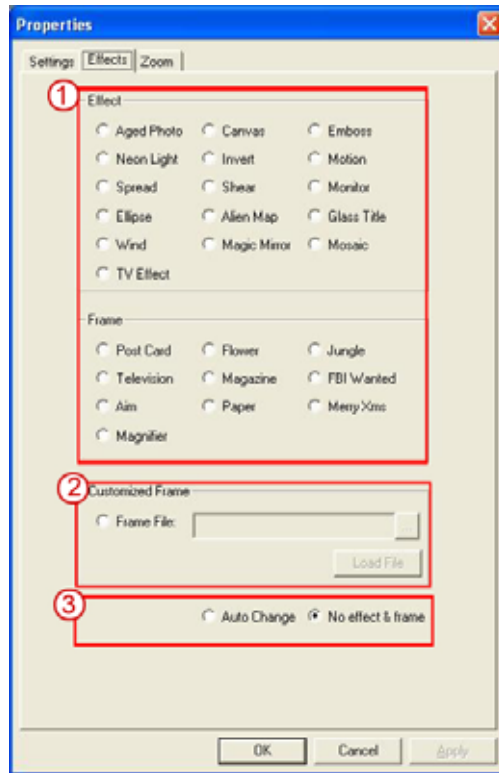 Properties
Settings Effects Zoom
1
Effect
Aged Photo Canvas Emboss
Neon Light Invert Motion
Spread Shear Monitor
Ellipse Alien Map Glass Title
Wind Magic Mirror Mosaic
TV Effect
Frame
Post Card Flower Jungle
Television Magazine FBI Wanted
Aim Paper Merry Xms
Magnifier
2
Customized Frame
Frame File: ...
Load File
3
Auto Change No effect & frame
OK Cancel Apply